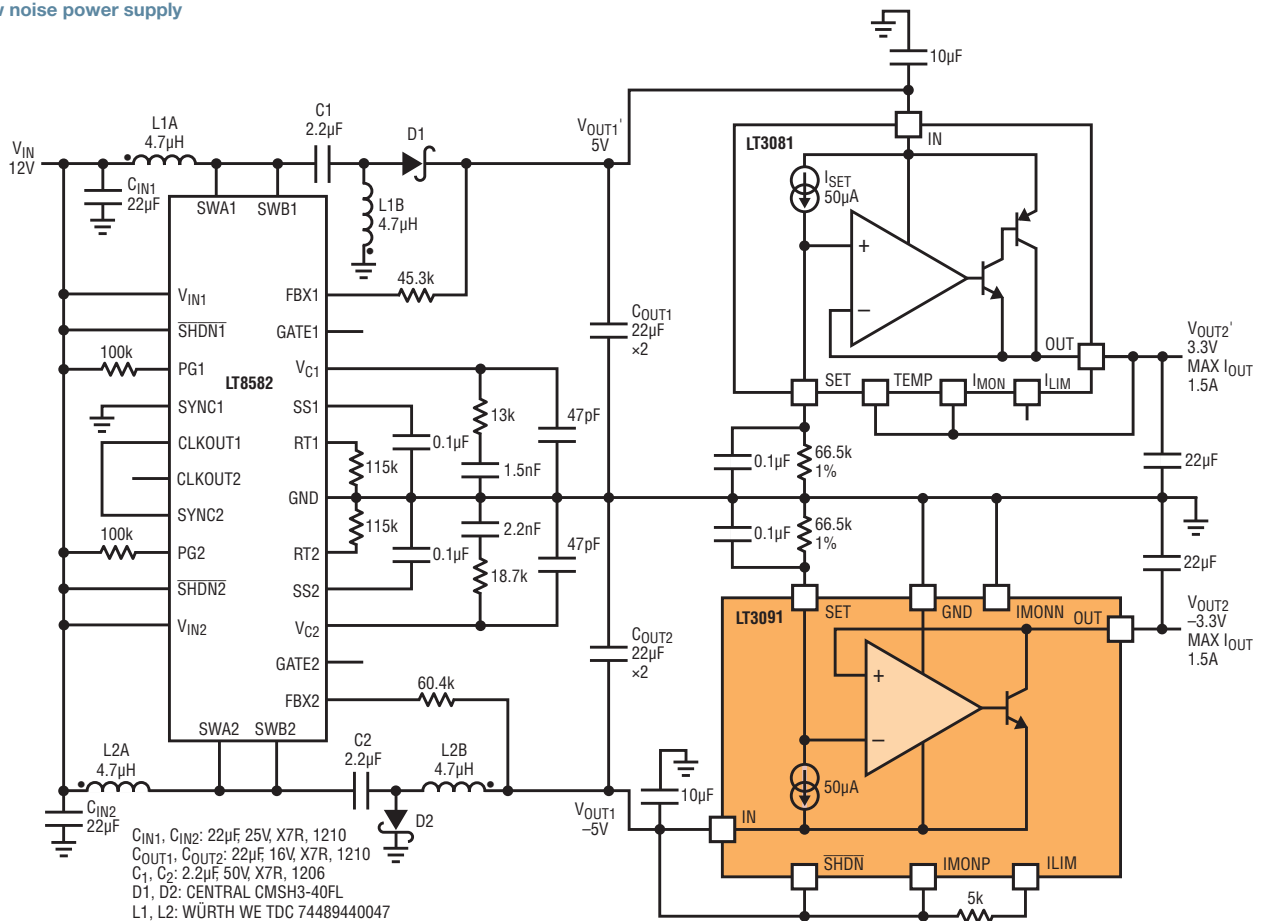 noise power supply
V_IN
12V
L1A
4.7µH
C1
2.2µF
D1
V_OUT1'
5V
C_IN1
22µF
SWA1
SWB1
L1B
4.7µH
45.3k
V_IN1
FBX1
SHDN1
GATE1
100k
PG1
LT8582
V_C1
SYNC1
SS1
0.1µF
13k
47pF
CLKOUT1
RT1
115k
1.5nF
CLKOUT2
GND
SYNC2
115k
2.2nF
100k
PG2
RT2
0.1µF
18.7k
47pF
SHDN2
SS2
V_IN2
V_C2
GATE2
FBX2
60.4k
SWA2
SWB2
C_OUT1
22µF
×2
C_OUT2
22µF
×2
L2A
4.7µH
C2
2.2µF
L2B
4.7µH
D2
C_IN2
22µF
V_OUT1
–5V
10µF
LT3081
IN
I_SET
50µA
+
–
OUT
SET
TEMP
I_MON
I_LIM
V_OUT2'
3.3V
MAX I_OUT
1.5A
0.1µF
66.5k
1%
22µF
0.1µF
66.5k
1%
22µF
LT3091
SET
GND
IMONN
OUT
V_OUT2
–3.3V
MAX I_OUT
1.5A
+
–
50µA
10µF
IN
SHDN
IMONP
ILIM
5k
C_IN1, C_IN2: 22µF, 25V, X7R, 1210
C_OUT1, C_OUT2: 22µF, 16V, X7R, 1210
C_1, C_2: 2.2µF, 50V, X7R, 1206
D1, D2: CENTRAL CMSH3-40FL
L1, L2: WÜRTH WE TDC 74489440047